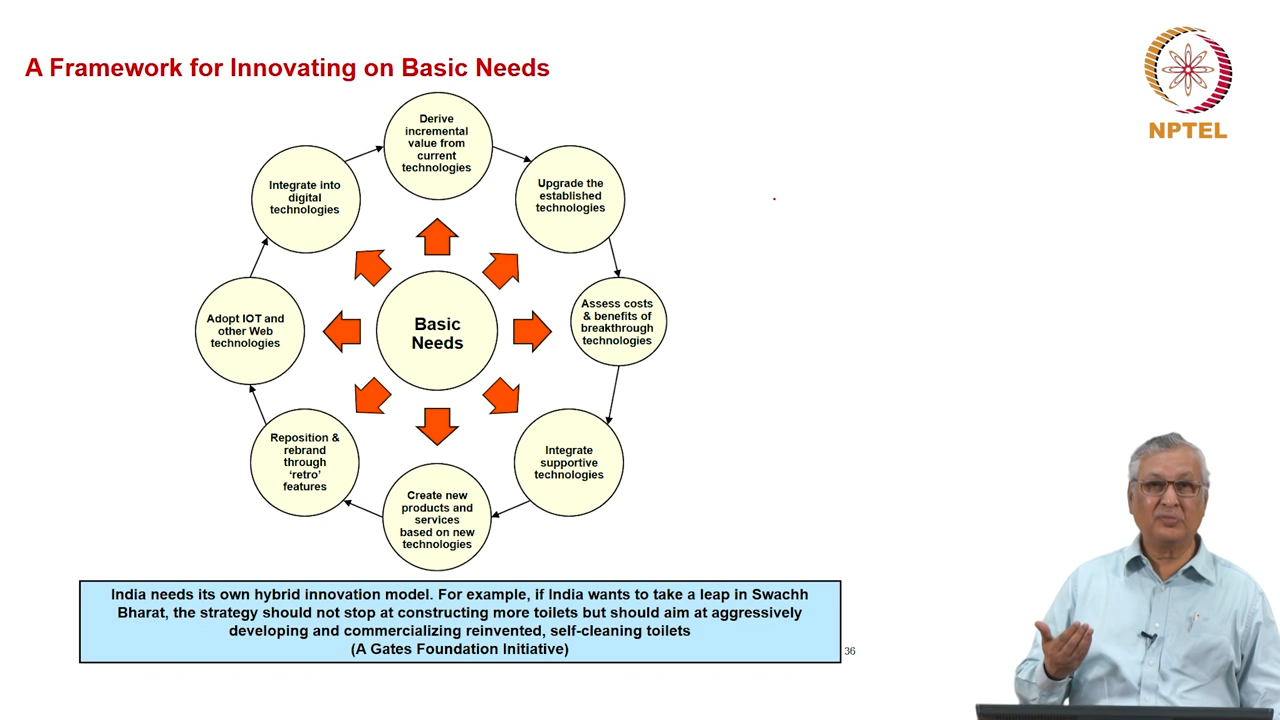 A Framework for Innovating on Basic Needs
NPTEL
Derive
incremental
value from
current
technologies
Upgrade the
established
technologies
Assess costs
& benefits of
breakthrough
technologies
Integrate
supportive
technologies
Create new
products and
services
based on new
technologies
Reposition &
rebrand
through
‘retro’
features
Adopt IOT and
other Web
technologies
Integrate into
digital
technologies
Basic
Needs
India needs its own hybrid innovation model. For example, if India wants to take a leap in Swachh
Bharat, the strategy should not stop at constructing more toilets but should aim at aggressively
developing and commercializing reinvented, self-cleaning toilets
(A Gates Foundation Initiative)
36